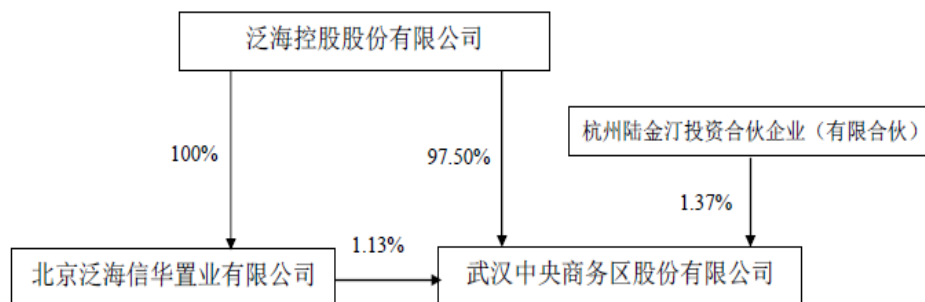 泛海控股股份有限公司
杭州陆金汀投资合伙企业（有限合伙）
100%
97.50%
1.37%
1.13%
北京泛海信华置业有限公司
武汉中央商务区股份有限公司